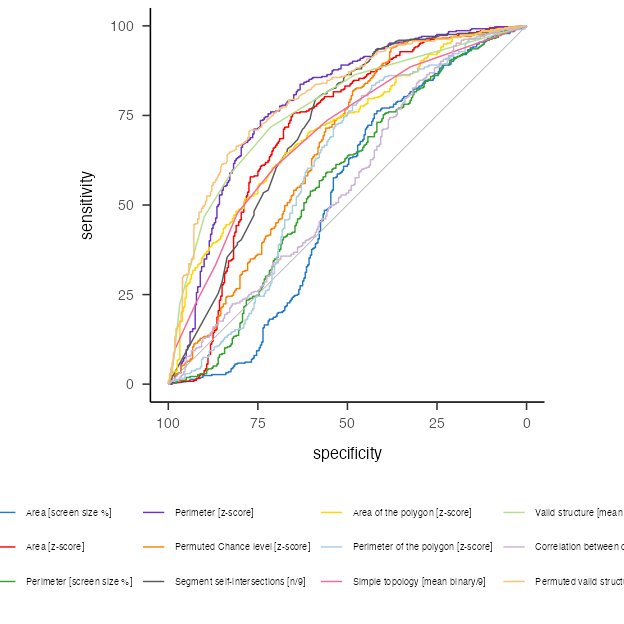 100
75
50
25
0
sensitivity
100 75 50 25 0
specificity
Area [screen size %] Perimeter [z-score] Area of the polygon [z-score] Valid structure [mean
Area [z-score] Permuted Chance level [z-score] Perimeter of the polygon [z-score] Correlation between
Perimeter [screen size %] Segment self-intersections [n/9] Simple topology [mean binary/9] Permuted valid